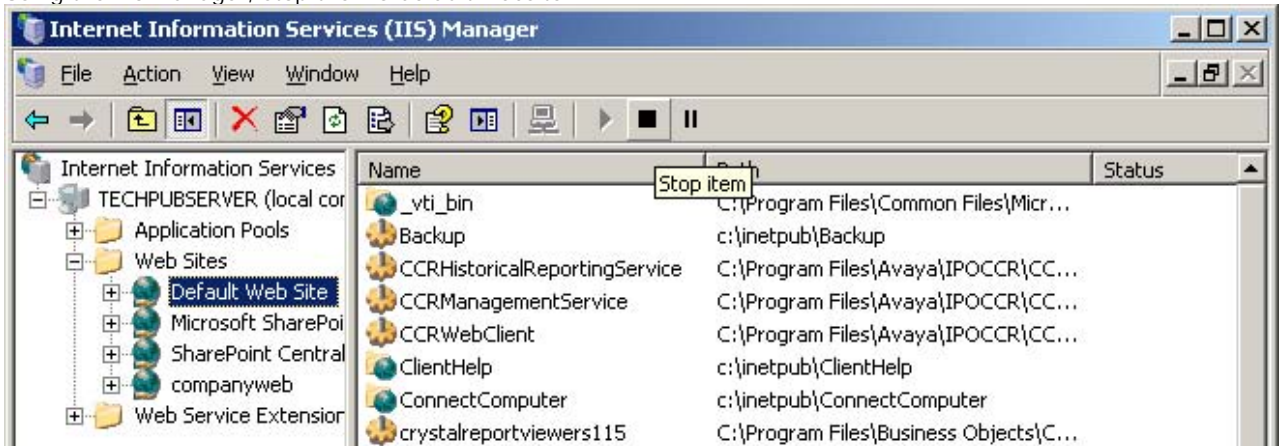 Internet Information Services (IIS) Manager
File Action View Window Help
Internet Information Services
TECHPUBSERVER (local cor
Application Pools
Web Sites
Default Web Site
Microsoft SharePoi
SharePoint Central
companyweb
Web Service Extension
Name Status
Stop item
_vti_bin C:\Program Files\Common Files\Micr...
Backup c:\inetpub\Backup
CCRHistoricalReportingService C:\Program Files\Avaya\IPOCCR\CC...
CCRManagementService C:\Program Files\Avaya\IPOCCR\CC...
CCRWebClient C:\Program Files\Avaya\IPOCCR\CC...
ClientHelp c:\inetpub\ClientHelp
ConnectComputer c:\inetpub\ConnectComputer
crystalreportviewers115 C:\Program Files\Business Objects\C...